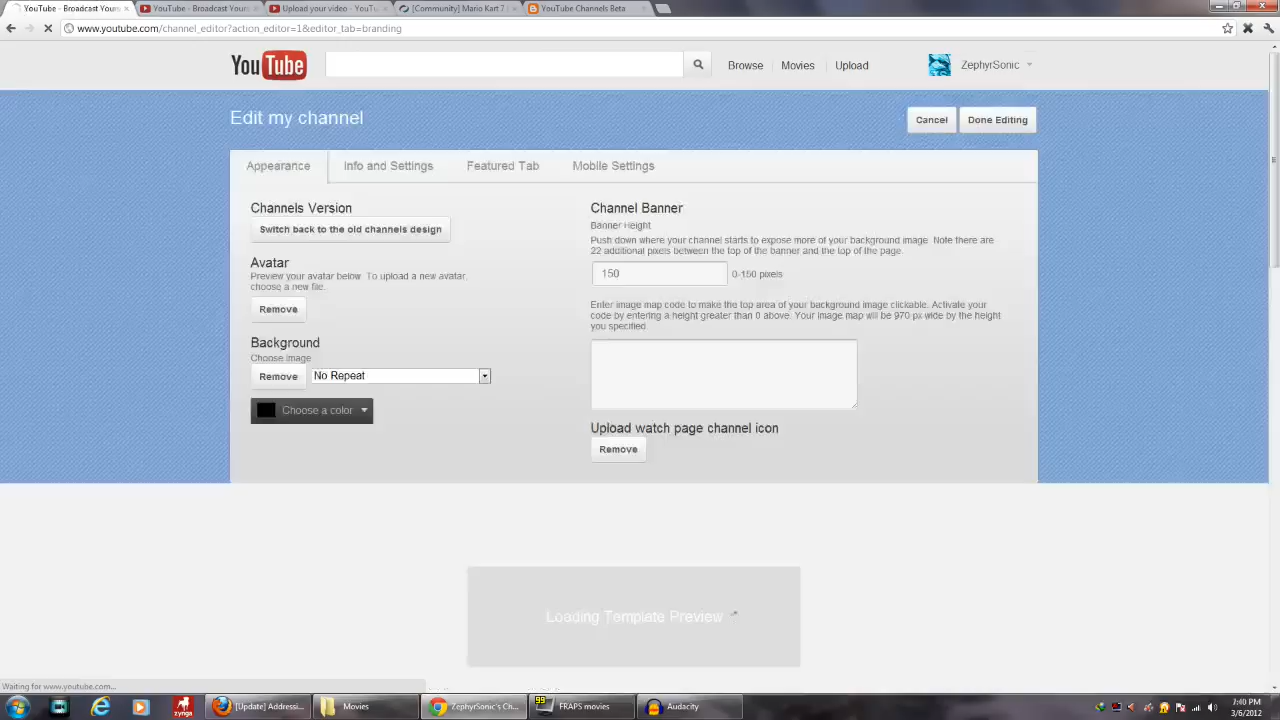 YouTube - Broadcast Yours
YouTube - Broadcast Yours
Upload your video - YouTu
[Community] Mario Kart 7 |
YouTube Channels Beta
www.youtube.com/channel_editor?action_editor=1&editor_tab=branding
YouTube
Browse
Movies
Upload
ZephyrSonic
Edit my channel
Cancel
Done Editing
Appearance
Info and Settings
Featured Tab
Mobile Settings
Channels Version
Switch back to the old channels design
Avatar
Preview your avatar below. To upload a new avatar,
choose a new file.
Remove
Background
Choose image
Remove
No Repeat
Choose a color
Channel Banner
Banner Height
Push down where your channel starts to expose more of your background image. Note there are
22 additional pixels between the top of the banner and the top of the page.
150
0-150 pixels
Enter image map code to make the top area of your background image clickable. Activate your
code by entering a height greater than 0 above. Your image map will be 970 px wide by the height
you specified.
Upload watch page channel icon
Remove
Loading Template Preview
Waiting for www.youtube.com...
zynga
[Update] Addressi...
Movies
ZephyrSonic's Ch...
99
FRAPS movies
Audacity
7:40 PM
3/6/2012